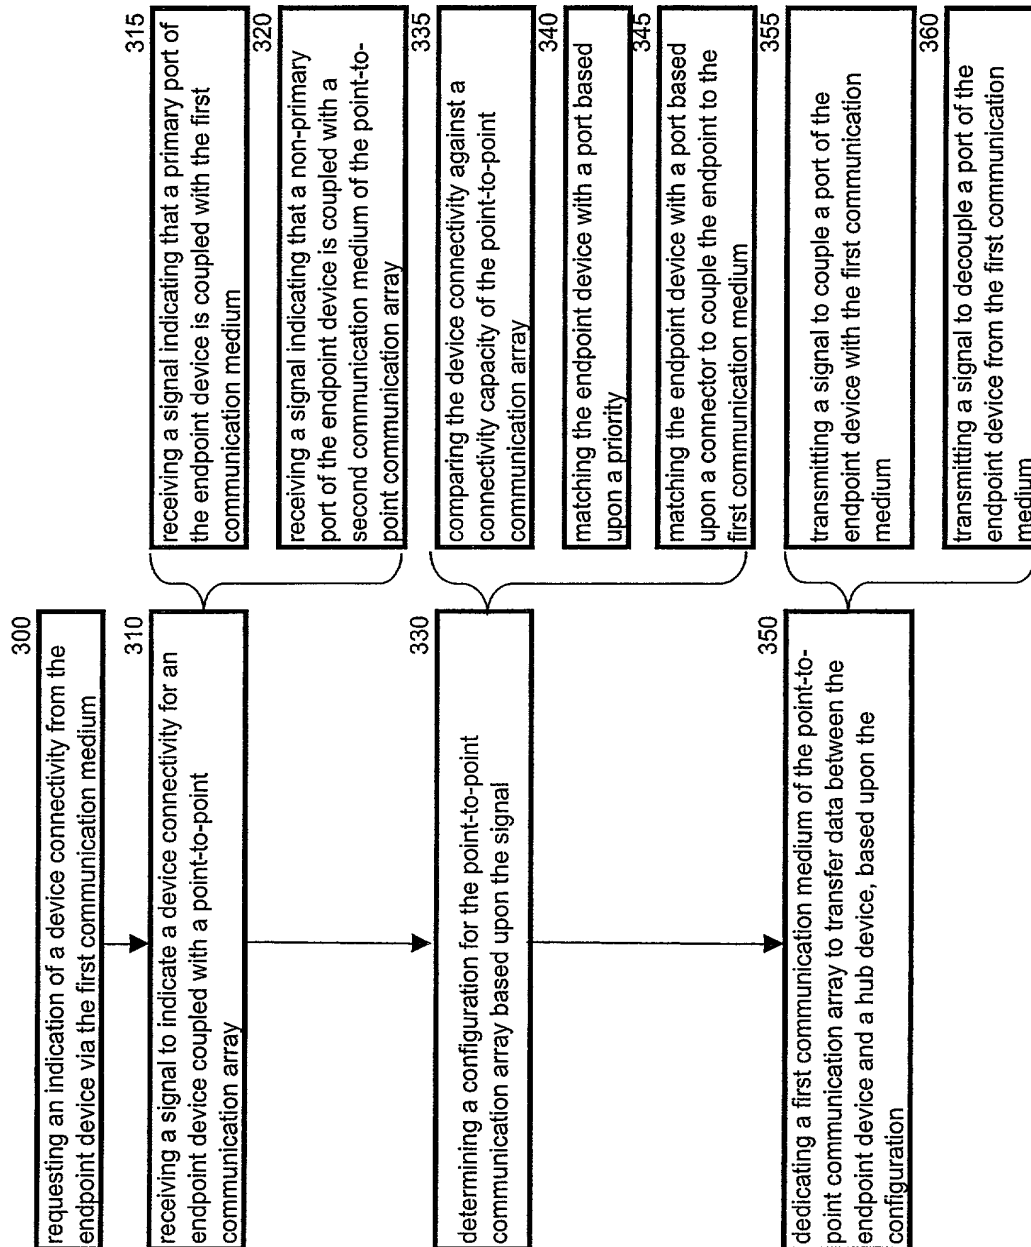 300
requesting an indication of a device connectivity from the
endpoint device via the first communication medium
310
receiving a signal to indicate a device connectivity for an
endpoint device coupled with a point-to-point
communication array
315
receiving a signal indicating that a primary port of
the endpoint device is coupled with the first
communication medium
320
receiving a signal indicating that a non-primary
port of the endpoint device is coupled with a
second communication medium of the point-to-
point communication array
330
determining a configuration for the point-to-point
communication array based upon the signal
335
comparing the device connectivity against a
connectivity capacity of the point-to-point
communication array
340
matching the endpoint device with a port based
upon a priority
345
matching the endpoint device with a port based
upon a connector to couple the endpoint to the
first communication medium
350
dedicating a first communication medium of the point-to-
point communication array to transfer data between the
endpoint device and a hub device, based upon the
configuration
355
transmitting a signal to couple a port of the
endpoint device with the first communication
medium
360
transmitting a signal to decouple a port of the
endpoint device from the first communication
medium